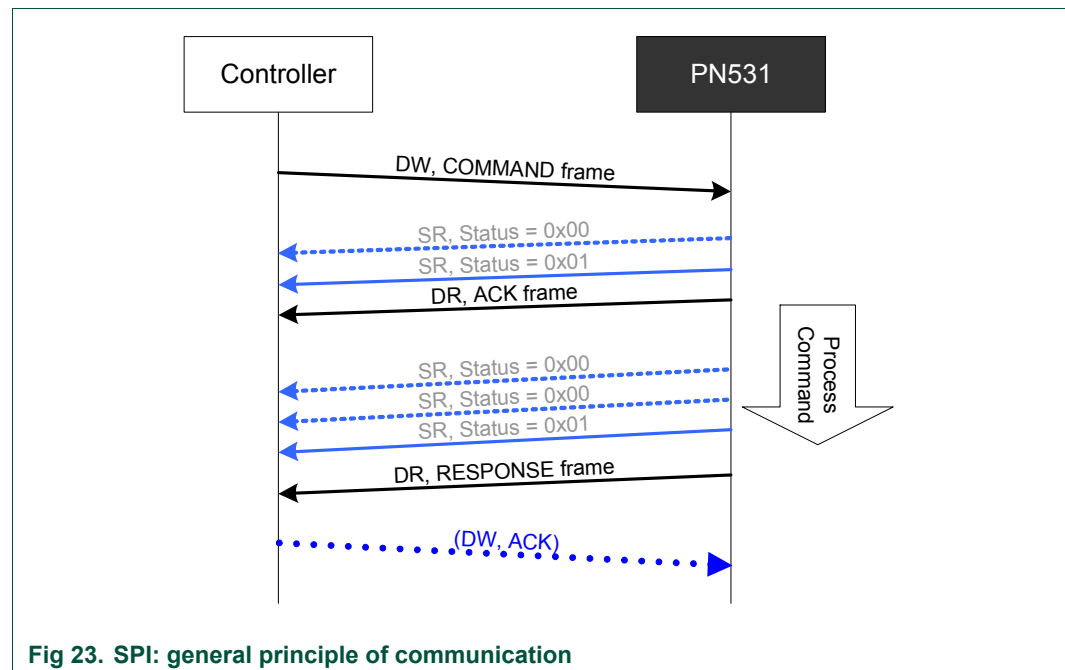 Controller
PN531
DW, COMMAND frame
SR, Status = 0x00
SR, Status = 0x01
DR, ACK frame
Process
Command
SR, Status = 0x00
SR, Status = 0x00
SR, Status = 0x01
DR, RESPONSE frame
(DW, ACK)
Fig 23. SPI: general principle of communication